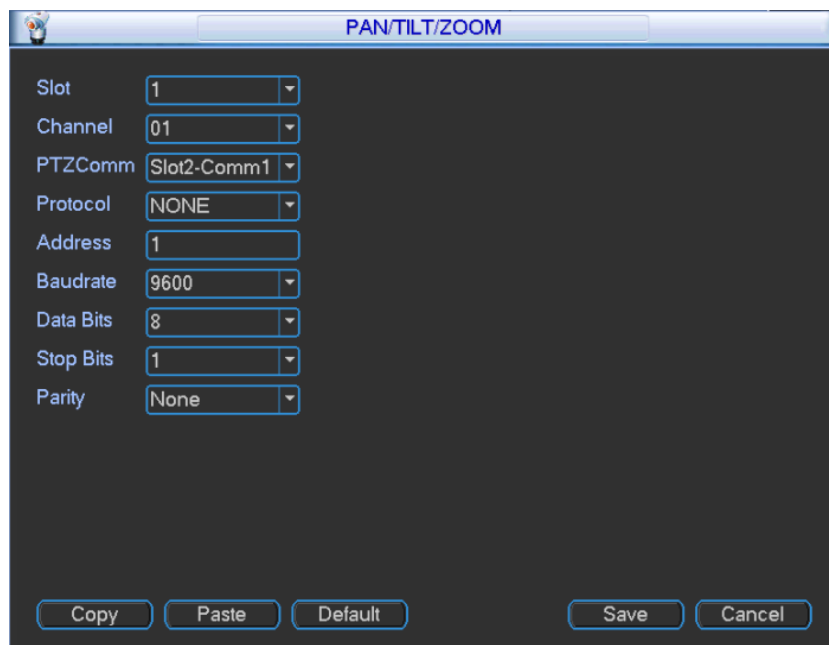 PAN/TILT/ZOOM
Slot 1
Channel 01
PTZComm Slot2-Comm1
Protocol NONE
Address 1
Baudrate 9600
Data Bits 8
Stop Bits 1
Parity None
Copy Paste Default Save Cancel